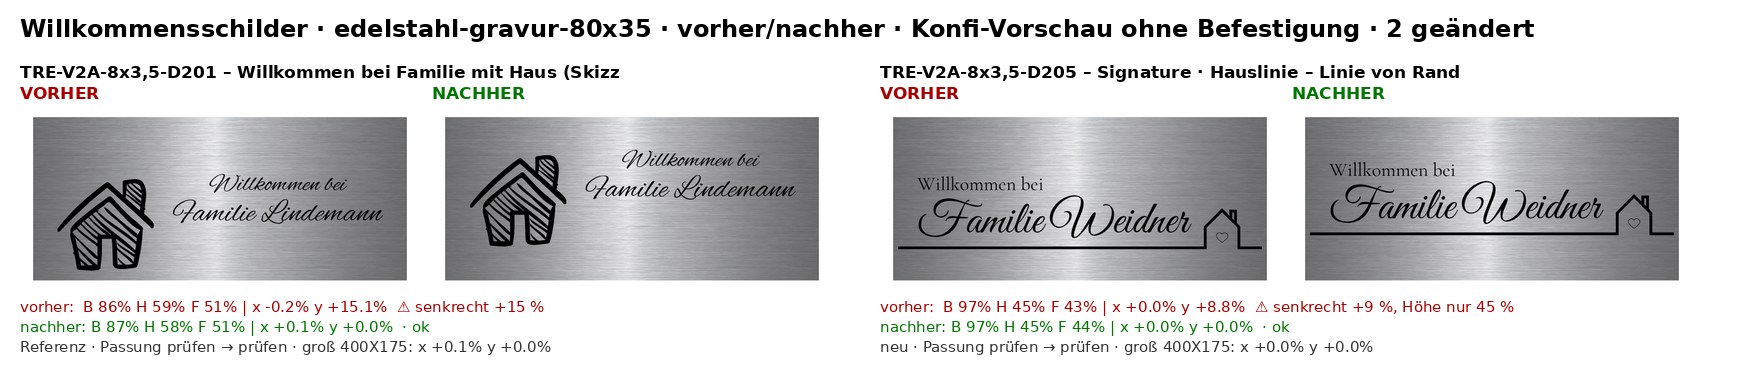 Willkommensschilder · edelstahl-gravur-80x35 · vorher/nachher · Konfi-Vorschau ohne Befestigung · 2 geändert
TRE-V2A-8x3,5-D201 – Willkommen bei Familie mit Haus (Skizz
VORHER
NACHHER
Willkommen bei
Familie Lindemann
Willkommen bei
Familie Lindemann
vorher: B 86% H 59% F 51% | x -0.2% y +15.1% ⚠ senkrecht +15 %
nachher: B 87% H 58% F 51% | x +0.1% y +0.0% · ok
Referenz · Passung prüfen → prüfen · groß 400X175: x +0.1% y +0.0%
TRE-V2A-8x3,5-D205 – Signature · Hauslinie – Linie von Rand
VORHER
NACHHER
Willkommen bei
Familie Weidner
Willkommen bei
Familie Weidner
vorher: B 97% H 45% F 43% | x +0.0% y +8.8% ⚠ senkrecht +9 %, Höhe nur 45 %
nachher: B 97% H 45% F 44% | x +0.0% y +0.0% · ok
neu · Passung prüfen → prüfen · groß 400X175: x +0.0% y +0.0%